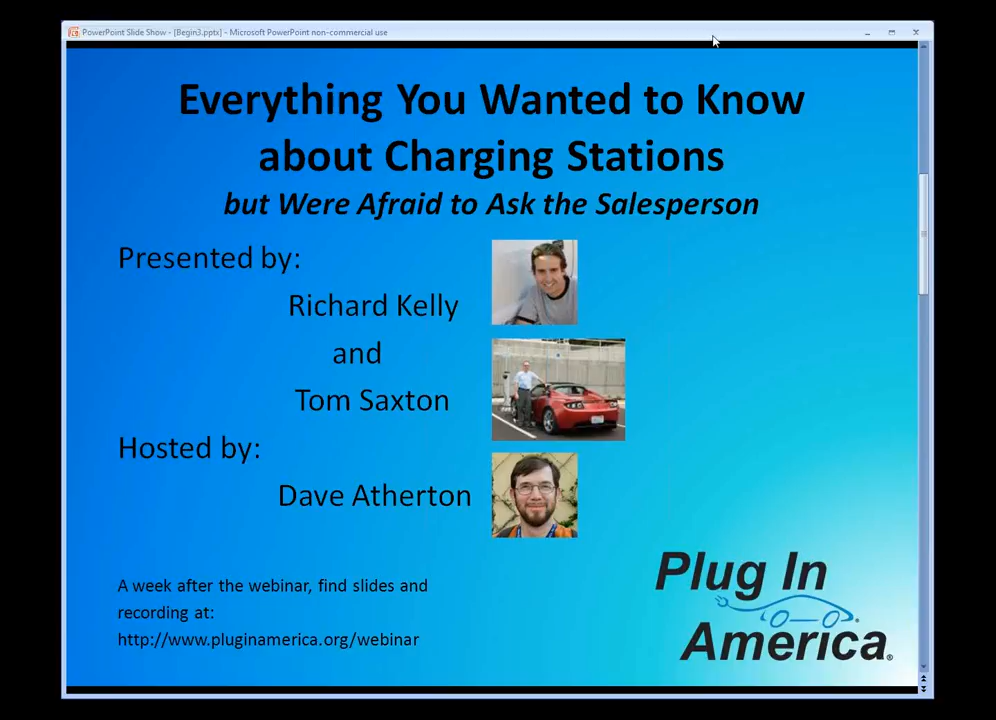 PowerPoint Slide Show - [Begin3.pptx] - Microsoft PowerPoint non-commercial use
Everything You Wanted to Know
about Charging Stations
but Were Afraid to Ask the Salesperson
Presented by:
Richard Kelly
and
Tom Saxton
Hosted by:
Dave Atherton
A week after the webinar, find slides and
recording at:
http://www.pluginamerica.org/webinar
Plug In
America®